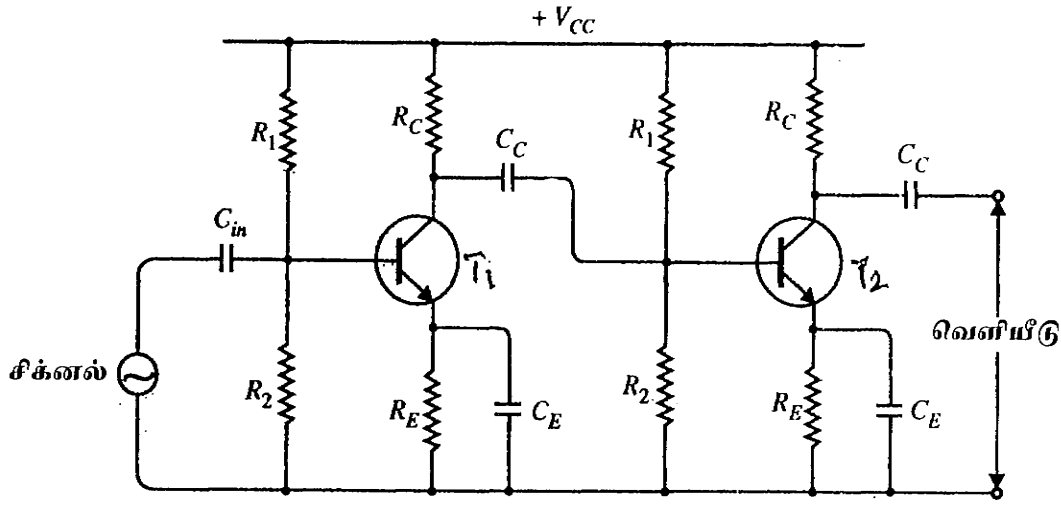 + V_CC
R_1
R_C
C_C
R_1
R_C
C_C
C_in
T_1
T_2
வெளியீடு
சிக்னல்
R_2
R_E
C_E
R_2
R_E
C_E